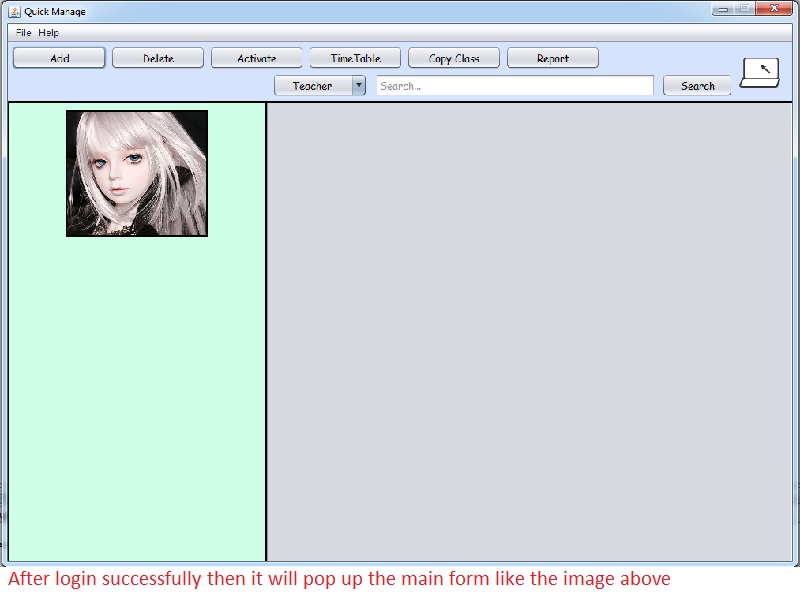 Quick Manage
File Help
Add Delete Activate TimeTable Copy Class Report
Teacher Search... Search
After login successfully then it will pop up the main form like the image above